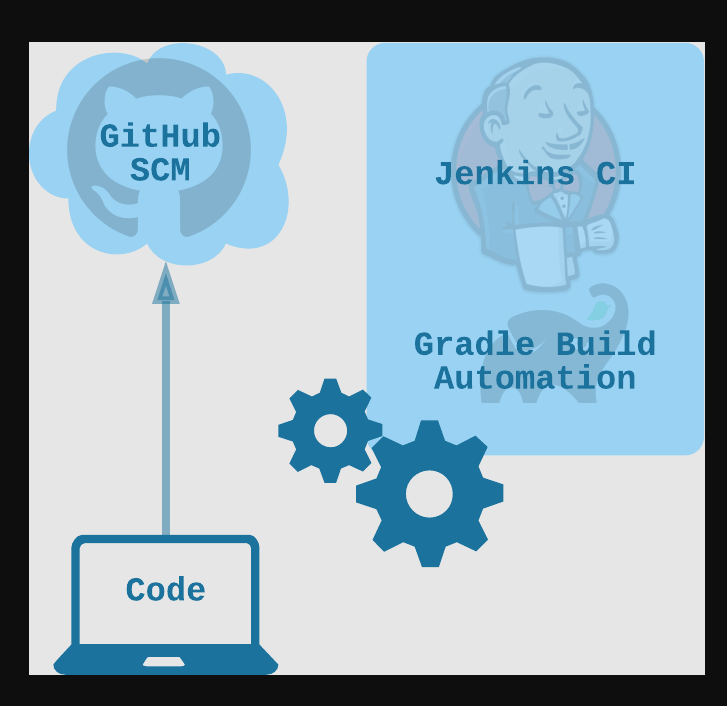 GitHub
SCM
Jenkins CI
Gradle Build
Automation
Code